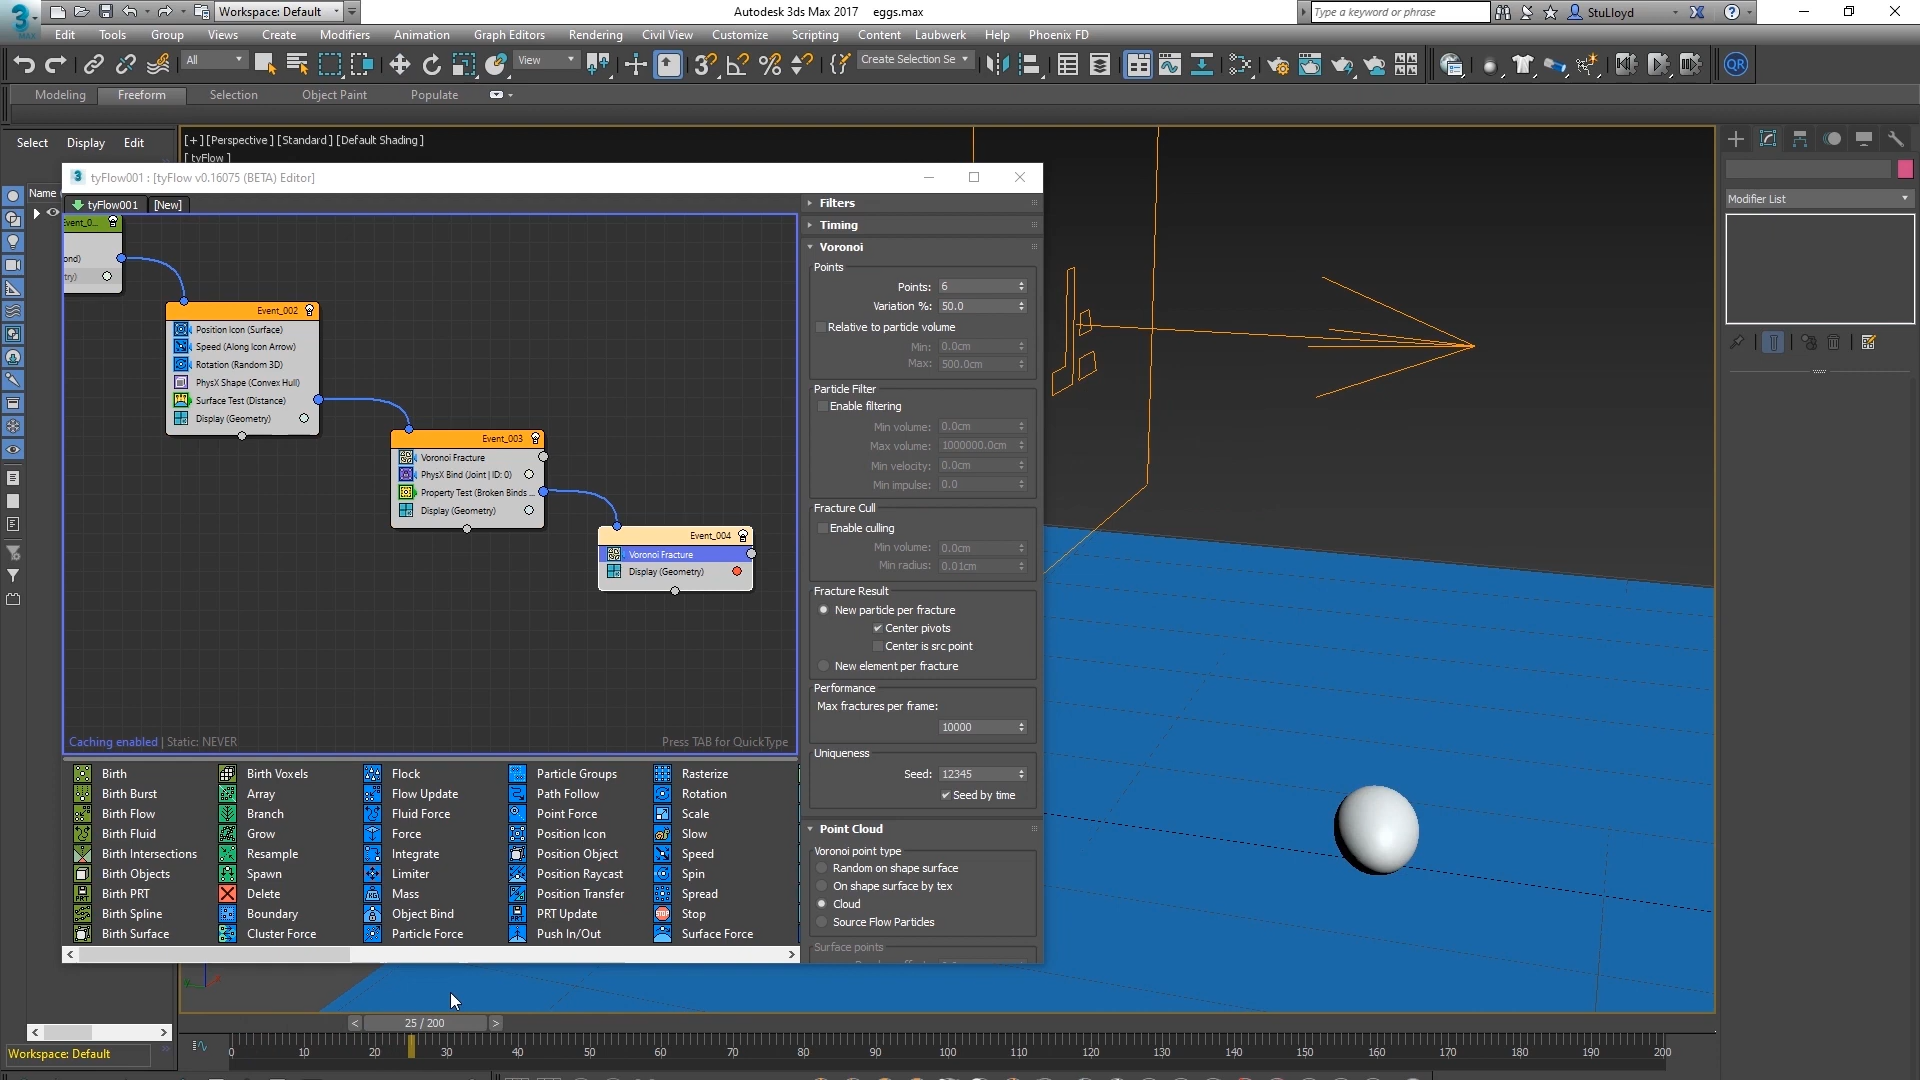 Workspace: Default
Autodesk 3ds Max 2017 eggs.max
Type a keyword or phrase
StuLloyd
MAX
Edit Tools Group Views Create Modifiers Animation Graph Editors Rendering Civil View Customize Scripting Content Laubwerk Help Phoenix FD
All
View
Create Selection Se
QR
Modeling Freeform Selection Object Paint Populate
Select Display Edit
[+] [Perspective ] [Standard ] [Default Shading ]
[ tyFlow ]
Name
Modifier List
tyFlow001 : [tyFlow v0.16075 (BETA) Editor]
tyFlow001 [New]
Event_0...
ond)
try)
Event_002
Position Icon (Surface)
Speed (Along Icon Arrow)
Rotation (Random 3D)
PhysX Shape (Convex Hull)
Surface Test (Distance)
Display (Geometry)
Event_003
Voronoi Fracture
PhysX Bind (Joint | ID: 0)
Property Test (Broken Binds ...
Display (Geometry)
Event_004
Voronoi Fracture
Display (Geometry)
Caching enabled | Static: NEVER
Press TAB for QuickType
Filters
Timing
Voronoi
Points
Points: 6
Variation %: 50.0
Relative to particle volume
Min: 0.0cm
Max: 500.0cm
Particle Filter
Enable filtering
Min volume: 0.0cm
Max volume: 1000000.0cm
Min velocity: 0.0cm
Min impulse: 0.0
Fracture Cull
Enable culling
Min volume: 0.0cm
Min radius: 0.01cm
Fracture Result
New particle per fracture
Center pivots
Center is src point
New element per fracture
Performance
Max fractures per frame:
10000
Uniqueness
Seed: 12345
Seed by time
Point Cloud
Voronoi point type
Random on shape surface
On shape surface by tex
Cloud
Source Flow Particles
Surface points
Birth Birth Voxels Flock Particle Groups Rasterize
Birth Burst Array Flow Update Path Follow Rotation
Birth Flow Branch Fluid Force Point Force Scale
Birth Fluid Grow Force Position Icon Slow
Birth Intersections Resample Integrate Position Object Speed
Birth Objects Spawn Limiter Position Raycast Spin
Birth PRT Delete Mass Position Transfer Spread
Birth Spline Boundary Object Bind PRT Update Stop
Birth Surface Cluster Force Particle Force Push In/Out Surface Force
< 25 / 200 >
Workspace: Default
0 10 20 30 40 50 60 70 80 90 100 110 120 130 140 150 160 170 180 190 200